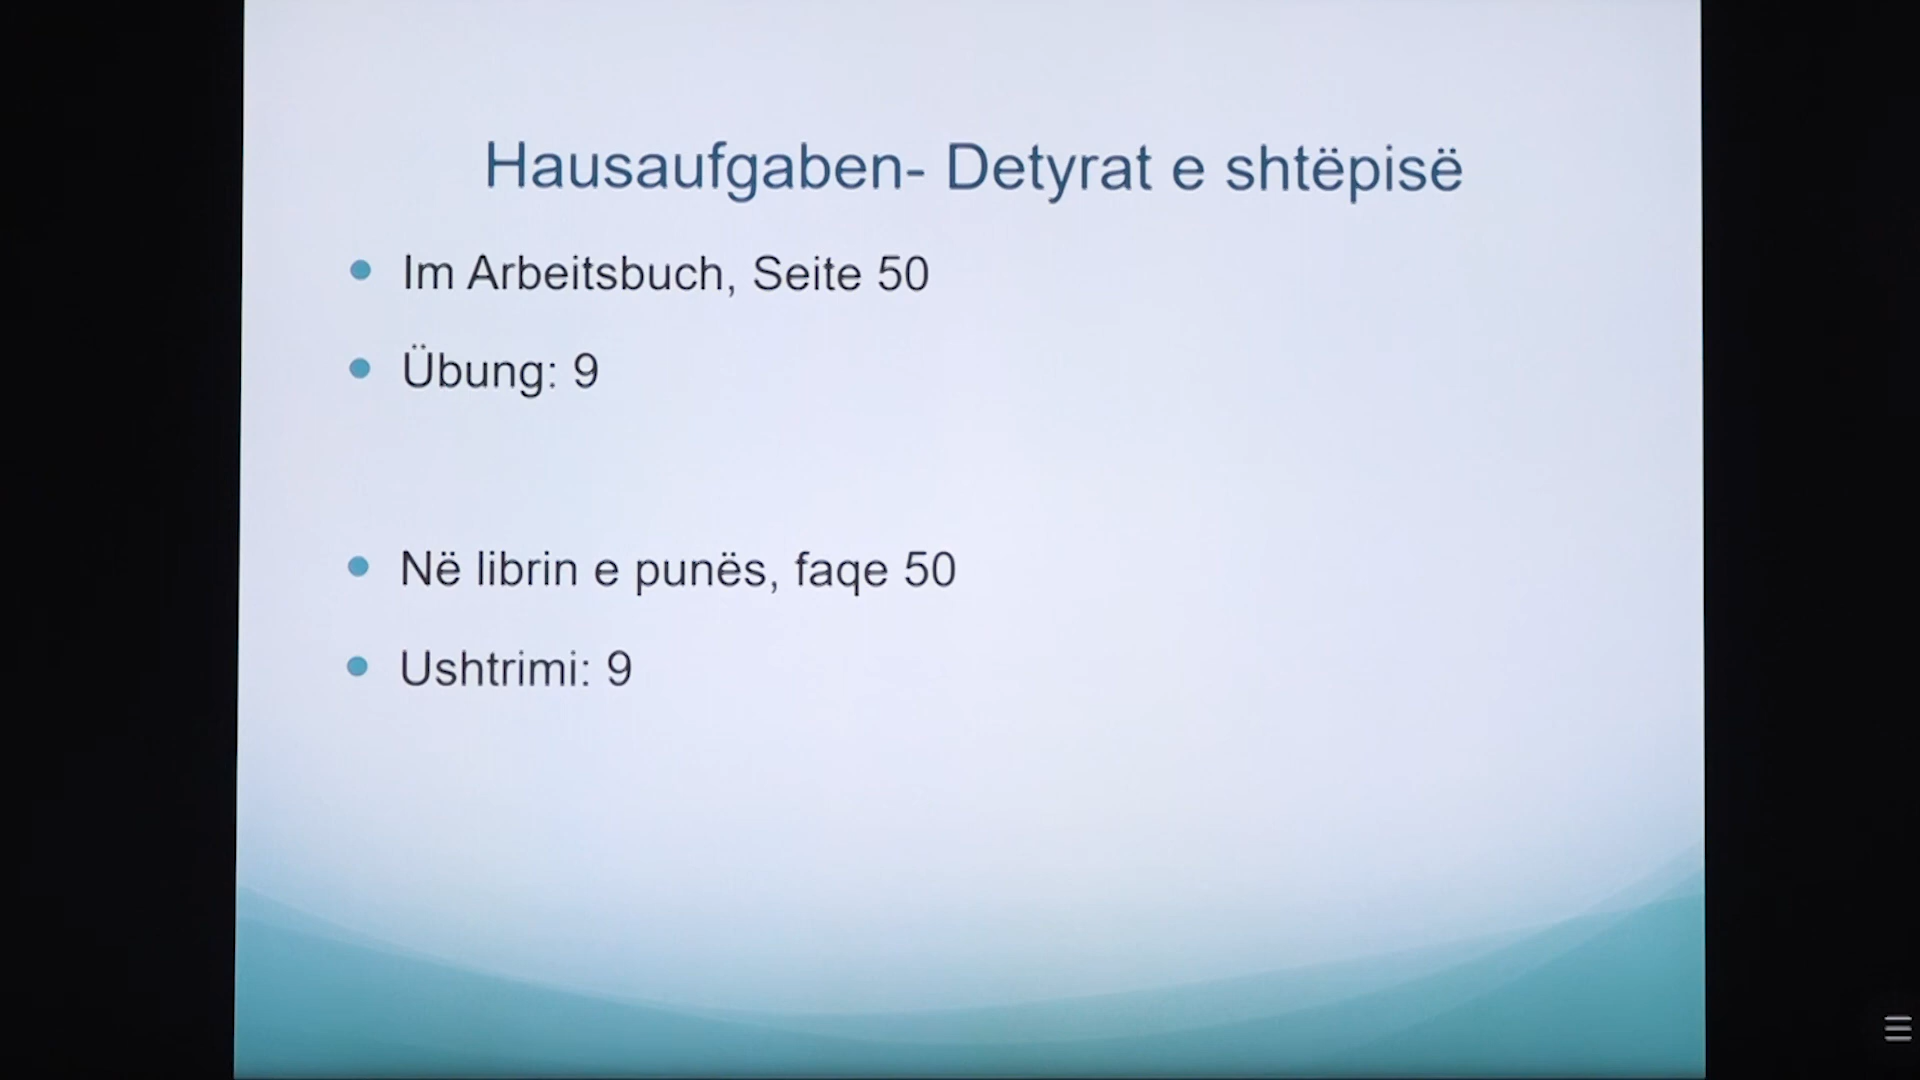 Hausaufgaben- Detyrat e shtëpisë
Im Arbeitsbuch, Seite 50
Übung: 9
Në librin e punës, faqe 50
Ushtrimi: 9